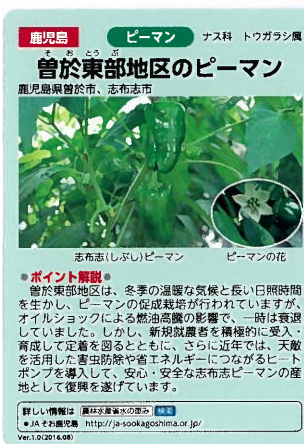 鹿児島 ピーマン ナス科 トウガラシ属
そおとうぶ
曽於東部地区のピーマン
鹿児島県曽於市、志布志市
志布志(しぶし)ピーマン ピーマンの花
●ポイント解説●
曽於東部地区は、冬季の温暖な気候と長い日照時間
を生かし、ピーマンの促成栽培が行われていますが、
オイルショックによる燃油高騰の影響で、一時は衰退
していました。しかし、新規就農者を積極的に受入・
育成して定着を図るとともに、さらに近年では、天敵
を活用した害虫防除や省エネルギーにつながるヒート
ポンプを導入して、安心・安全な志布志ピーマンの産
地として復興を遂げています。
詳しい情報は 農林水産省水の恵み 検索
●JAそお鹿児島 http://ja-sookagoshima.or.jp/
Ver.1.0(2016.08)